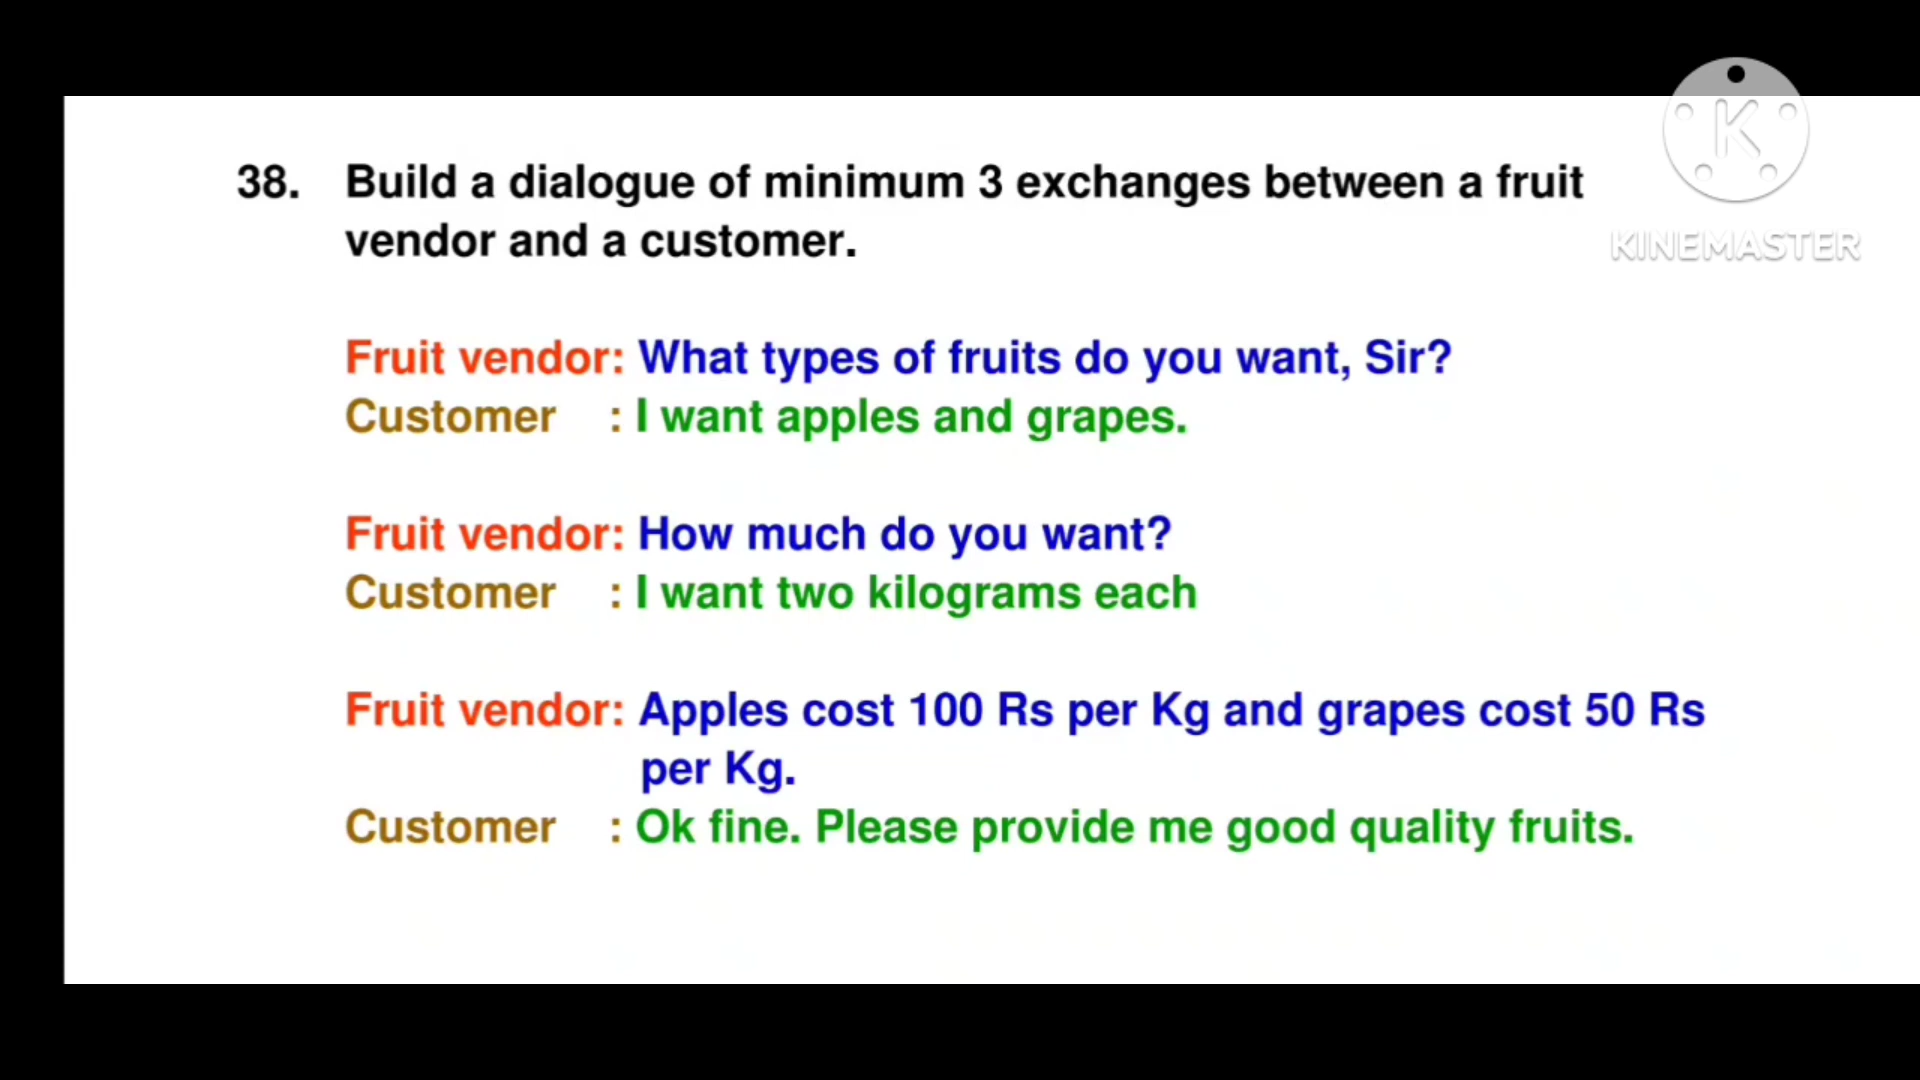 38. Build a dialogue of minimum 3 exchanges between a fruit
vendor and a customer.
Fruit vendor: What types of fruits do you want, Sir?
Customer : I want apples and grapes.
Fruit vendor: How much do you want?
Customer : I want two kilograms each
Fruit vendor: Apples cost 100 Rs per Kg and grapes cost 50 Rs
per Kg.
Customer : Ok fine. Please provide me good quality fruits.
K
KINEMASTER